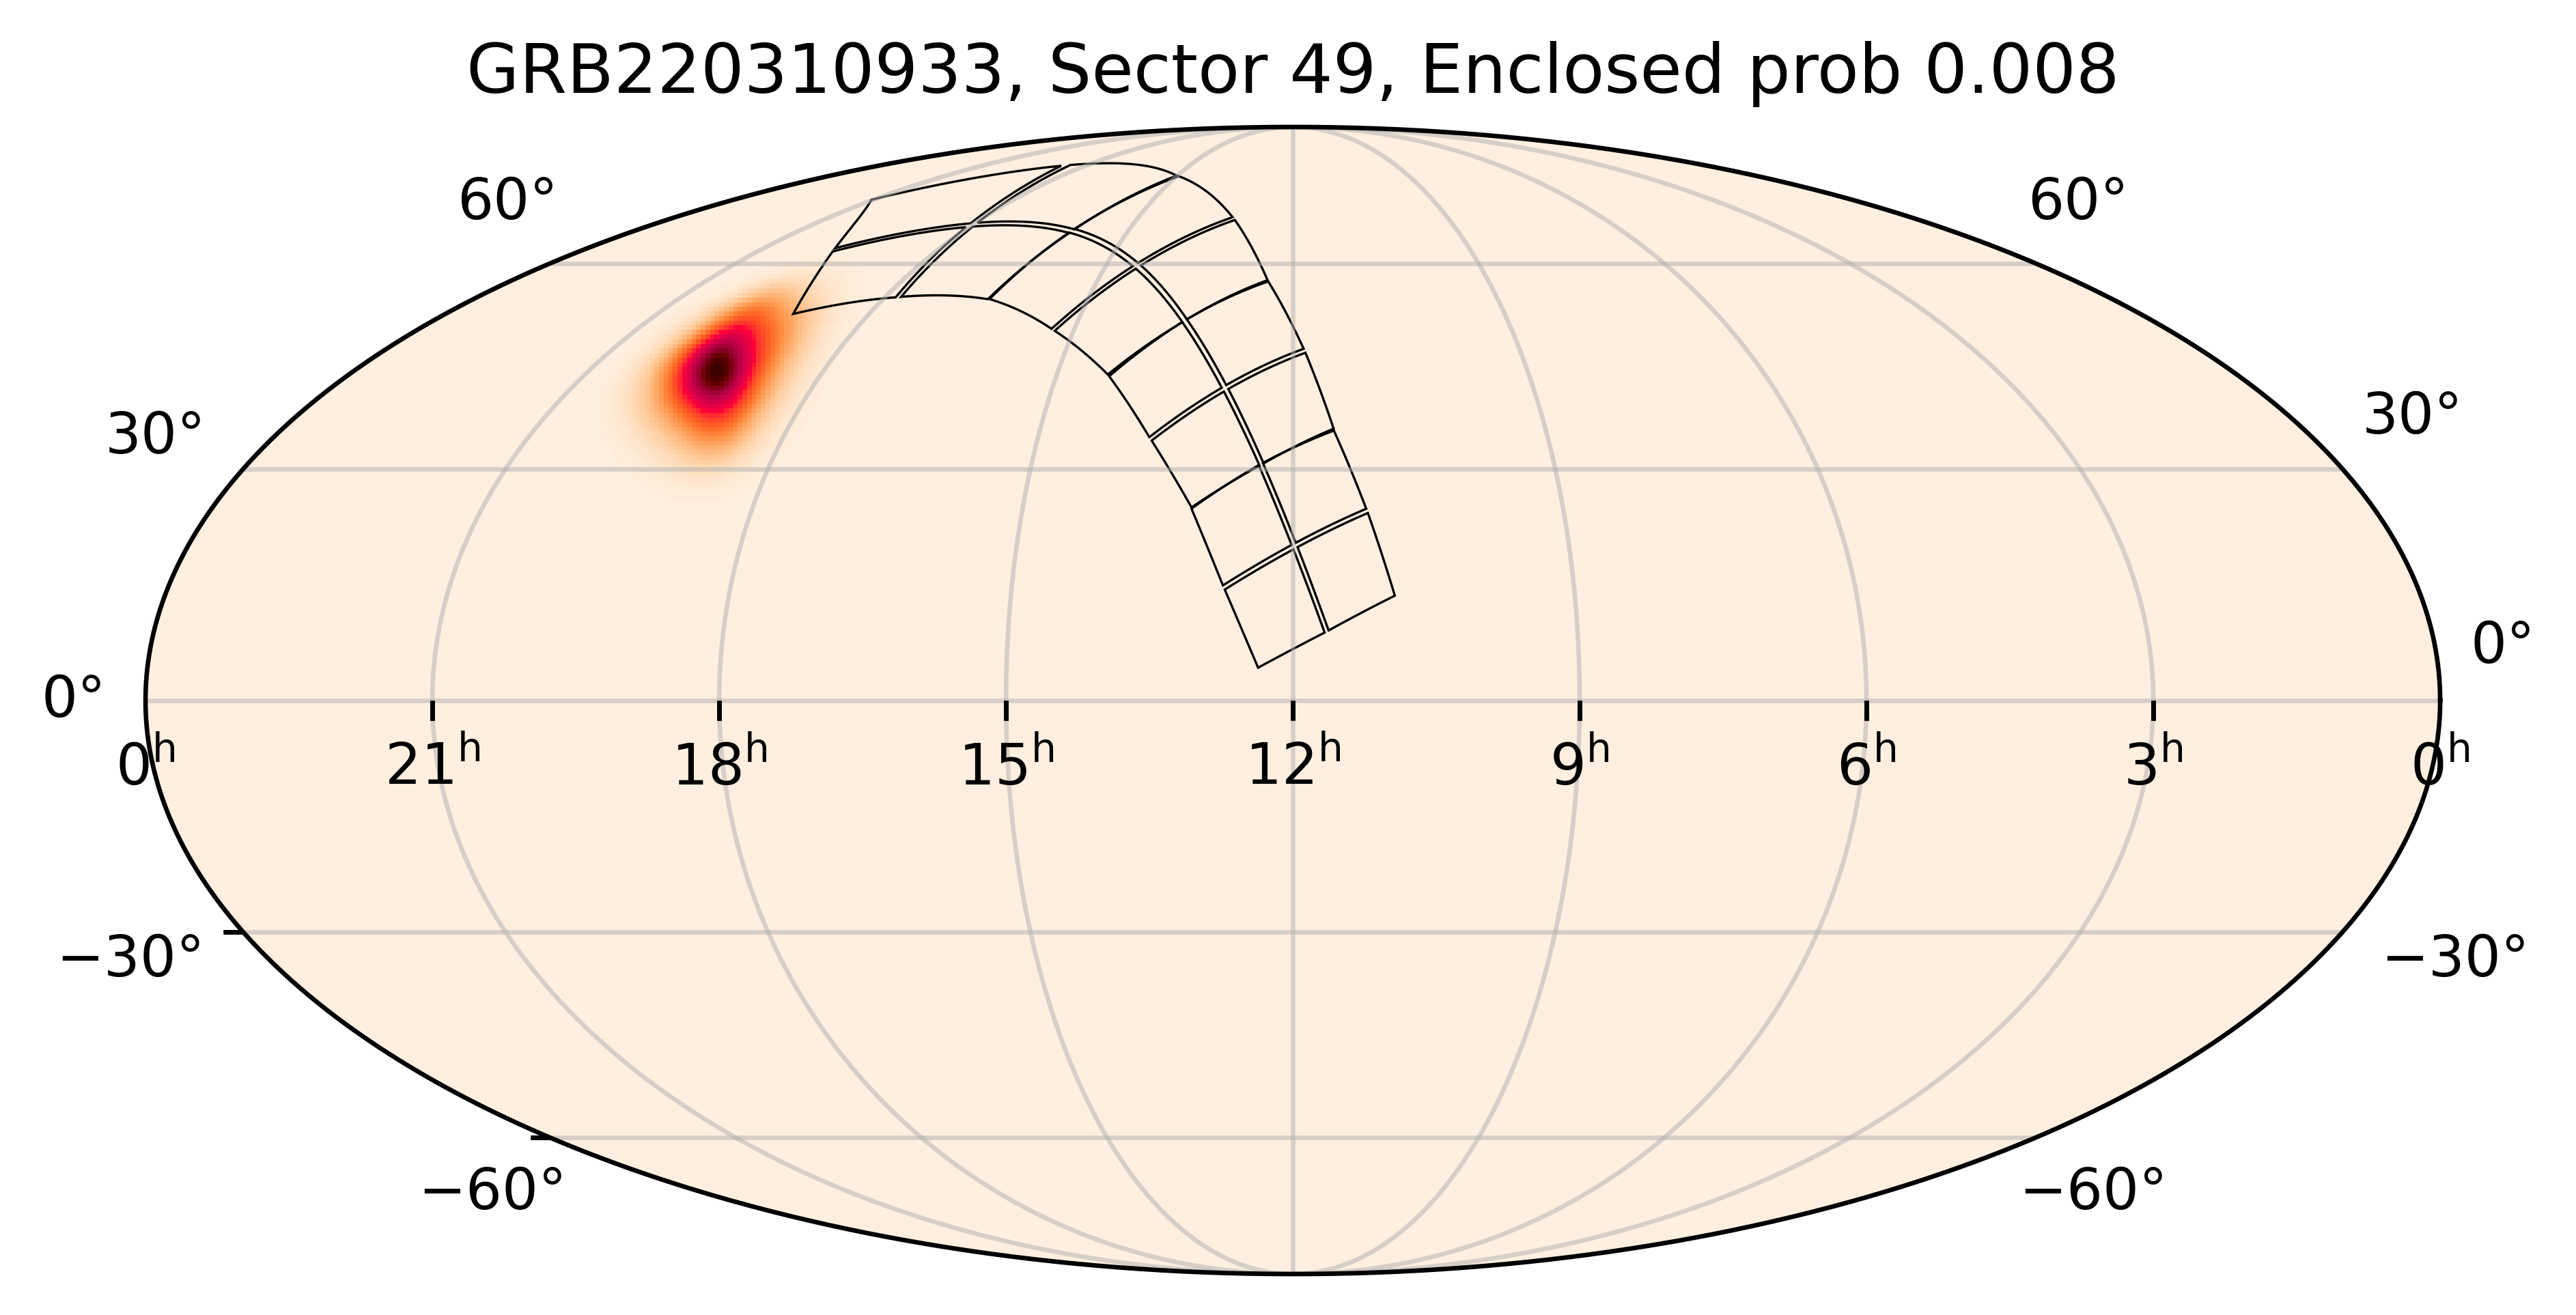 GRB220310933, Sector 49, Enclosed prob 0.008
60° 60°
30° 30°
0° 0°
0ʰ 21ʰ 18ʰ 15ʰ 12ʰ 9ʰ 6ʰ 3ʰ 0ʰ
−30° −30°
−60° −60°